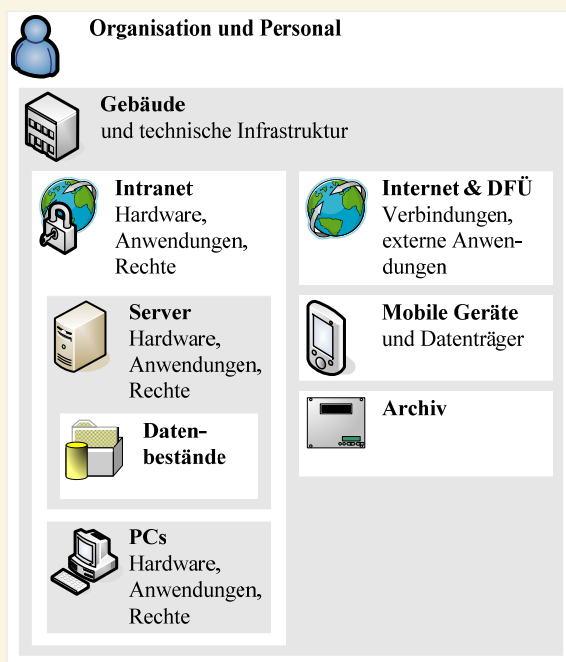 Organisation und Personal
Gebäude
und technische Infrastruktur
Intranet
Hardware,
Anwendungen,
Rechte
Server
Hardware,
Anwendungen,
Rechte
Daten-
bestände
PCs
Hardware,
Anwendungen,
Rechte
Internet & DFÜ
Verbindungen,
externe Anwen-
dungen
Mobile Geräte
und Datenträger
Archiv